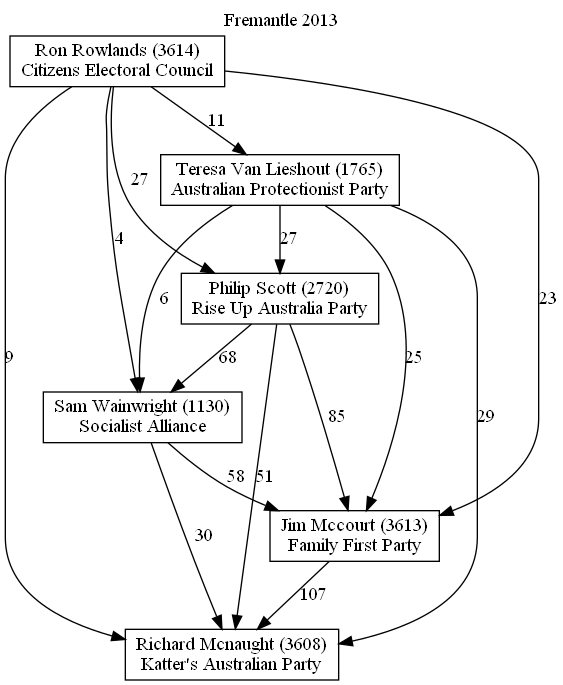 Fremantle 2013
Ron Rowlands (3614)
Citizens Electoral Council
11
Teresa Van Lieshout (1765)
Australian Protectionist Party
27
4
27
6
23
Philip Scott (2720)
Rise Up Australia Party
9
68
25
Sam Wainwright (1130)
Socialist Alliance
85
29
58
51
Jim Mccourt (3613)
Family First Party
30
107
Richard Mcnaught (3608)
Katter's Australian Party